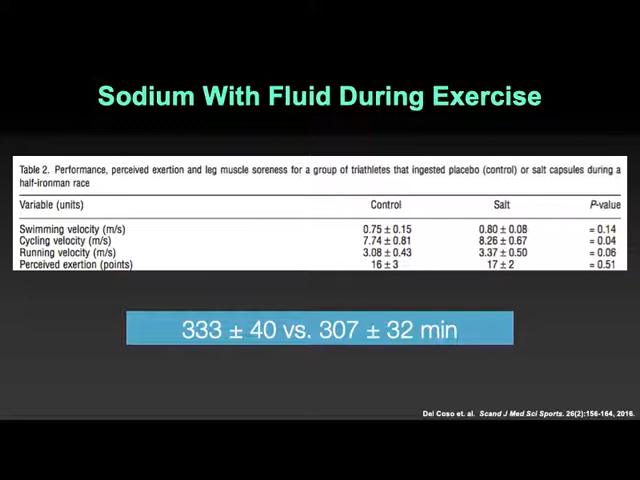 Sodium With Fluid During Exercise
Table 2. Performance, perceived exertion and leg muscle soreness for a group of triathletes that ingested placebo (control) or salt capsules during a
half-ironman race
Variable (units) Control Salt P-value
Swimming velocity (m/s) 0.75 ± 0.15 0.80 ± 0.08 = 0.14
Cycling velocity (m/s) 7.74 ± 0.81 8.26 ± 0.67 = 0.04
Running velocity (m/s) 3.08 ± 0.43 3.37 ± 0.50 = 0.06
Perceived exertion (points) 16 ± 3 17 ± 2 = 0.51
333 ± 40 vs. 307 ± 32 min
Del Coso et. al. Scand J Med Sci Sports. 26(2):156-164, 2016.